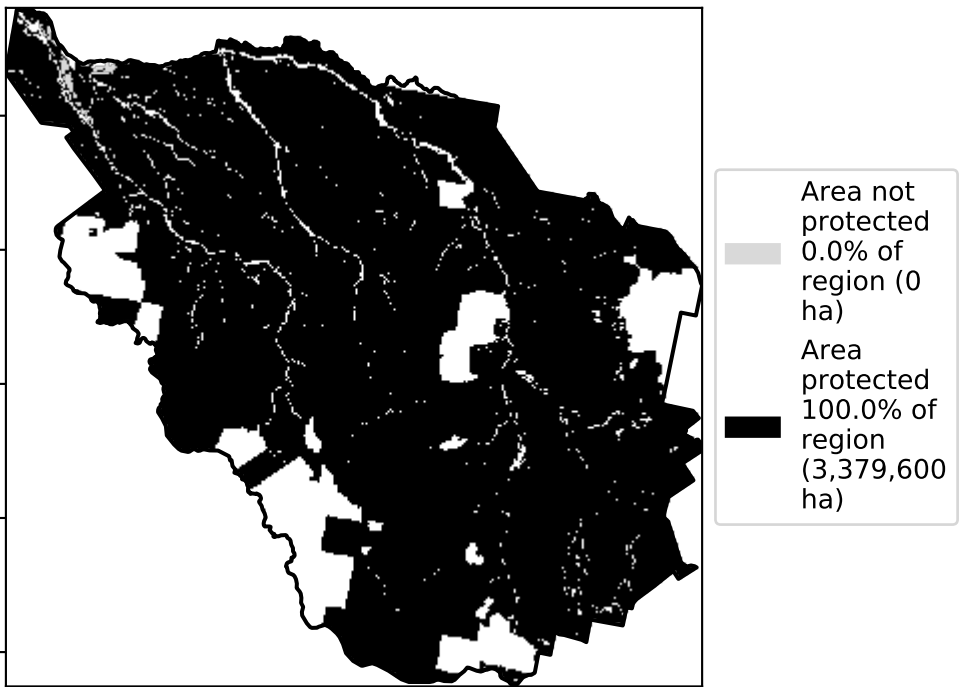 Area not
protected
0.0% of
region (0
ha)
Area
protected
100.0% of
region
(3,379,600
ha)